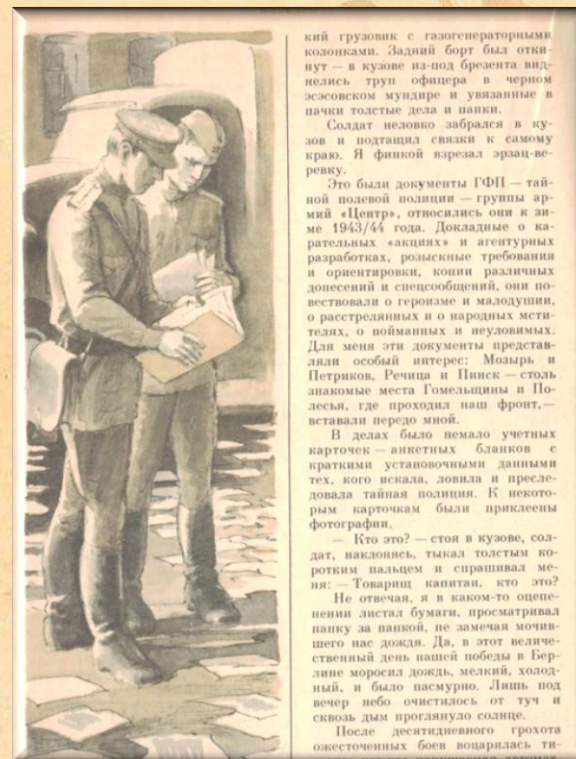 кий грузовик с газогенераторными
колонками. Задний борт был отки-
нут — в кузове из-под брезента вид-
нелись труп офицера в черном
эсэсовском мундире и увязанные в
пачки толстые дела и папки.
Солдат неловко забрался в ку-
зов и подтащил связки к самому
краю. Я финкой взрезал эрзац-ве-
ревку.
Это были документы ГФП — тай-
ной полевой полиции — группы ар-
мий «Центр», относились они к зи-
ме 1943/44 года. Докладные о ка-
рательных «акциях» и агентурных
разработках, розыскные требования
и ориентировки, копии различных
донесений и спецсообщений, они по-
вествовали о героизме и малодушии,
о расстрелянных и о народных мсти-
телях, о пойманных и неуловимых.
Для меня эти документы представ-
ляли особый интерес: Мозырь и
Петриков, Речица и Пинск — столь
знакомые места Гомельщины и По-
лесья, где проходил наш фронт,—
вставали передо мной.
В делах было немало учетных
карточек — анкетных бланков с
краткими установочными данными
тех, кого искала, ловила и пресле-
довала тайная полиция. К некото-
рым карточкам были приклеены
фотографии.
— Кто это? — стоя в кузове, сол-
дат, наклонясь, тыкал толстым ко-
ротким пальцем и спрашивал ме-
ня: — Товарищ капитан, кто это?
Не отвечая, я в каком-то оцепе-
нении листал бумаги, просматривал
папку за папкой, не замечая мочив-
шего нас дождя. Да, в этот величе-
ственный день нашей победы в Бер-
лине моросил дождь, мелкий, холод-
ный, и было пасмурно. Лишь под
вечер небо очистилось от туч и
сквозь дым проглянуло солнце.
После десятидневного грохота
ожесточенных боев воцарилась ти-